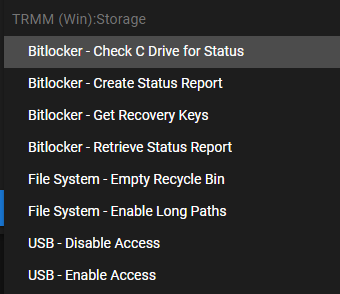 TRMM (Win):Storage
Bitlocker - Check C Drive for Status
Bitlocker - Create Status Report
Bitlocker - Get Recovery Keys
Bitlocker - Retrieve Status Report
File System - Empty Recycle Bin
File System - Enable Long Paths
USB - Disable Access
USB - Enable Access